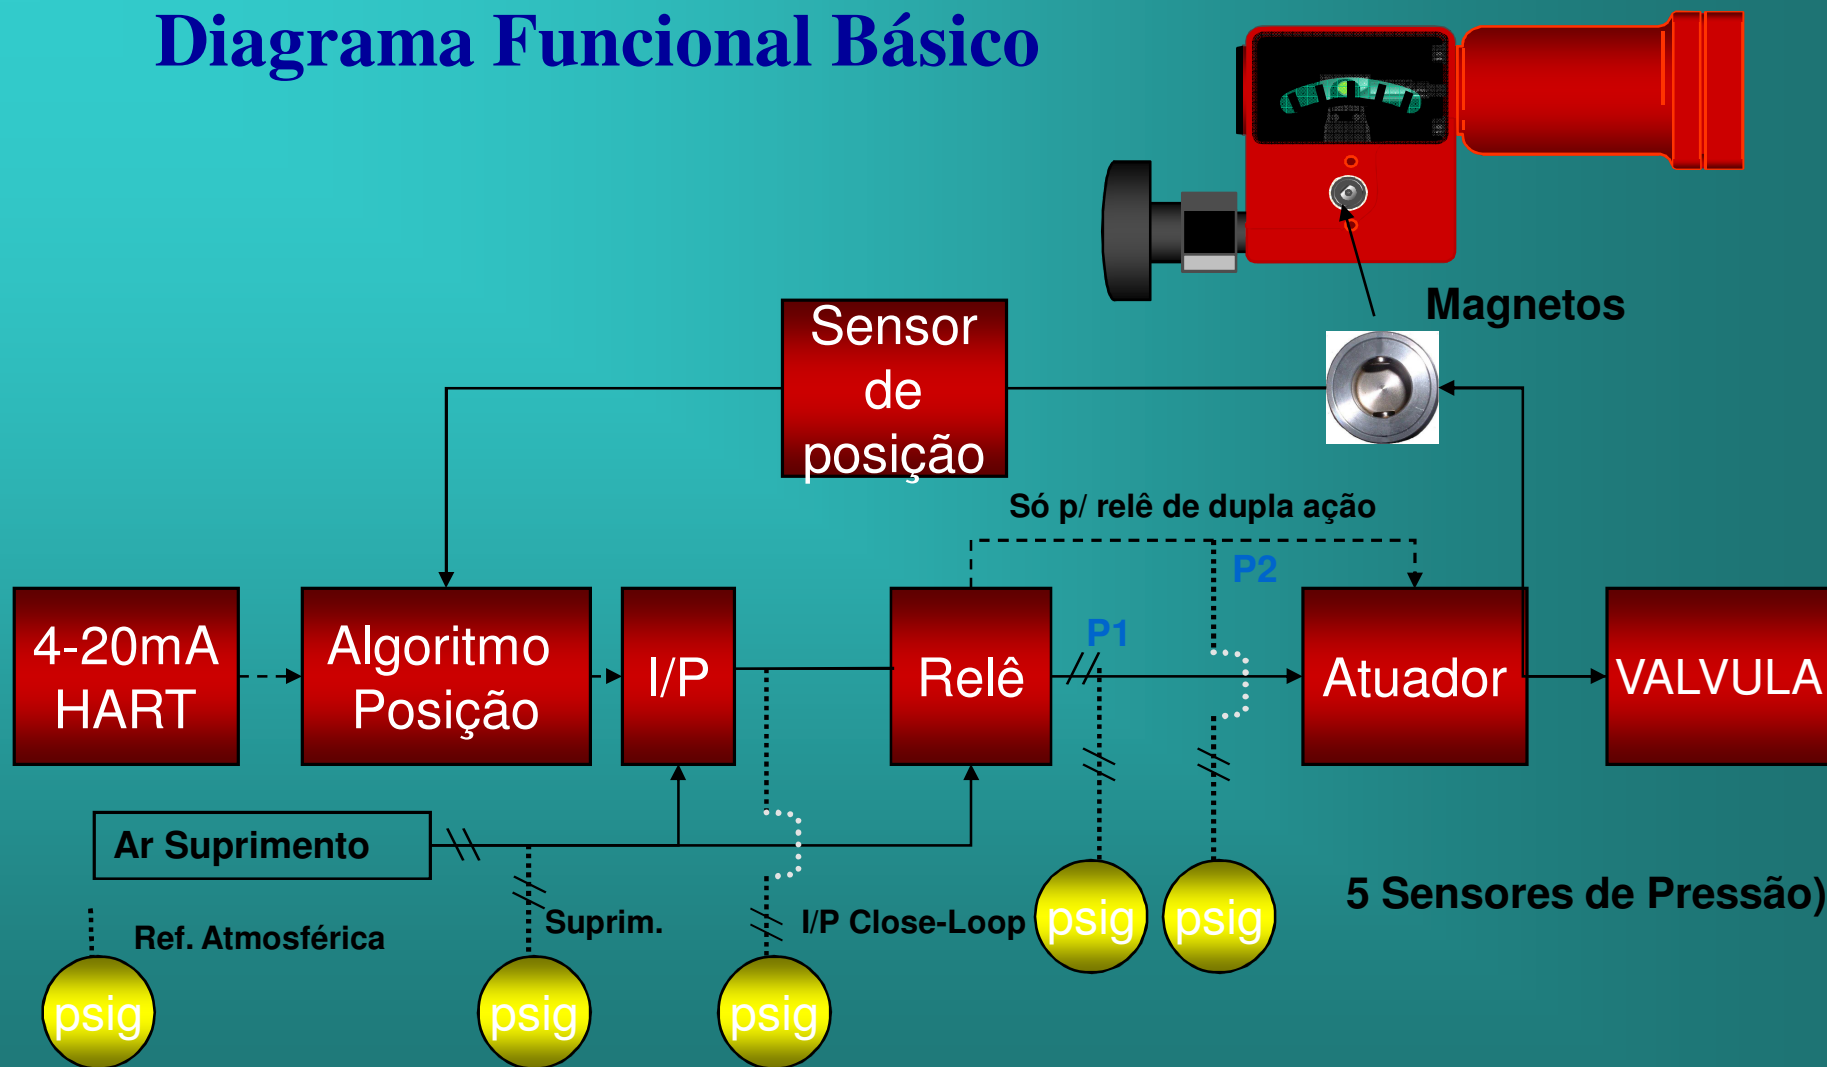 Diagrama Funcional Básico
Magnetos
Sensor
de
posição
Só p/ relê de dupla ação
P2
P1
4-20mA
HART
Algoritmo
Posição
I/P
Relê
Atuador
VALVULA
Ar Suprimento
5 Sensores de Pressão)
Ref. Atmosférica
Suprim.
I/P Close-Loop
psig
psig
psig
psig
psig